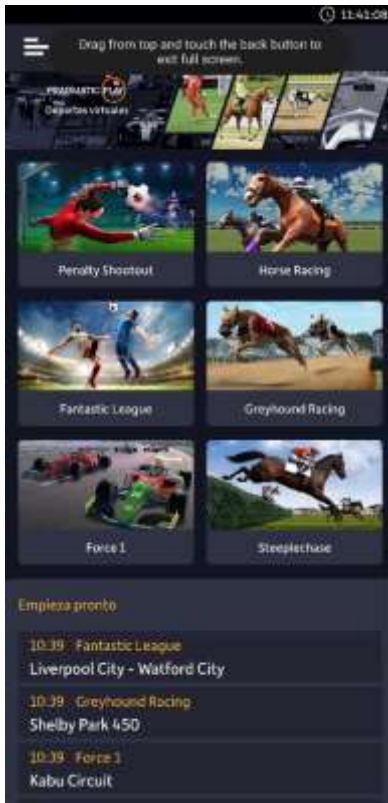 11:41:08
Drag from top and touch the back button to
exit full screen.
PRAGMATIC PLAY
Deportes virtuales
Penalty Shootout
Horse Racing
Fantastic League
Greyhound Racing
Force 1
Steeplechase
Empieza pronto
10:39 Fantastic League
Liverpool City - Watford City
10:39 Greyhound Racing
Shelby Park 450
10:39 Force 1
Kabu Circuit